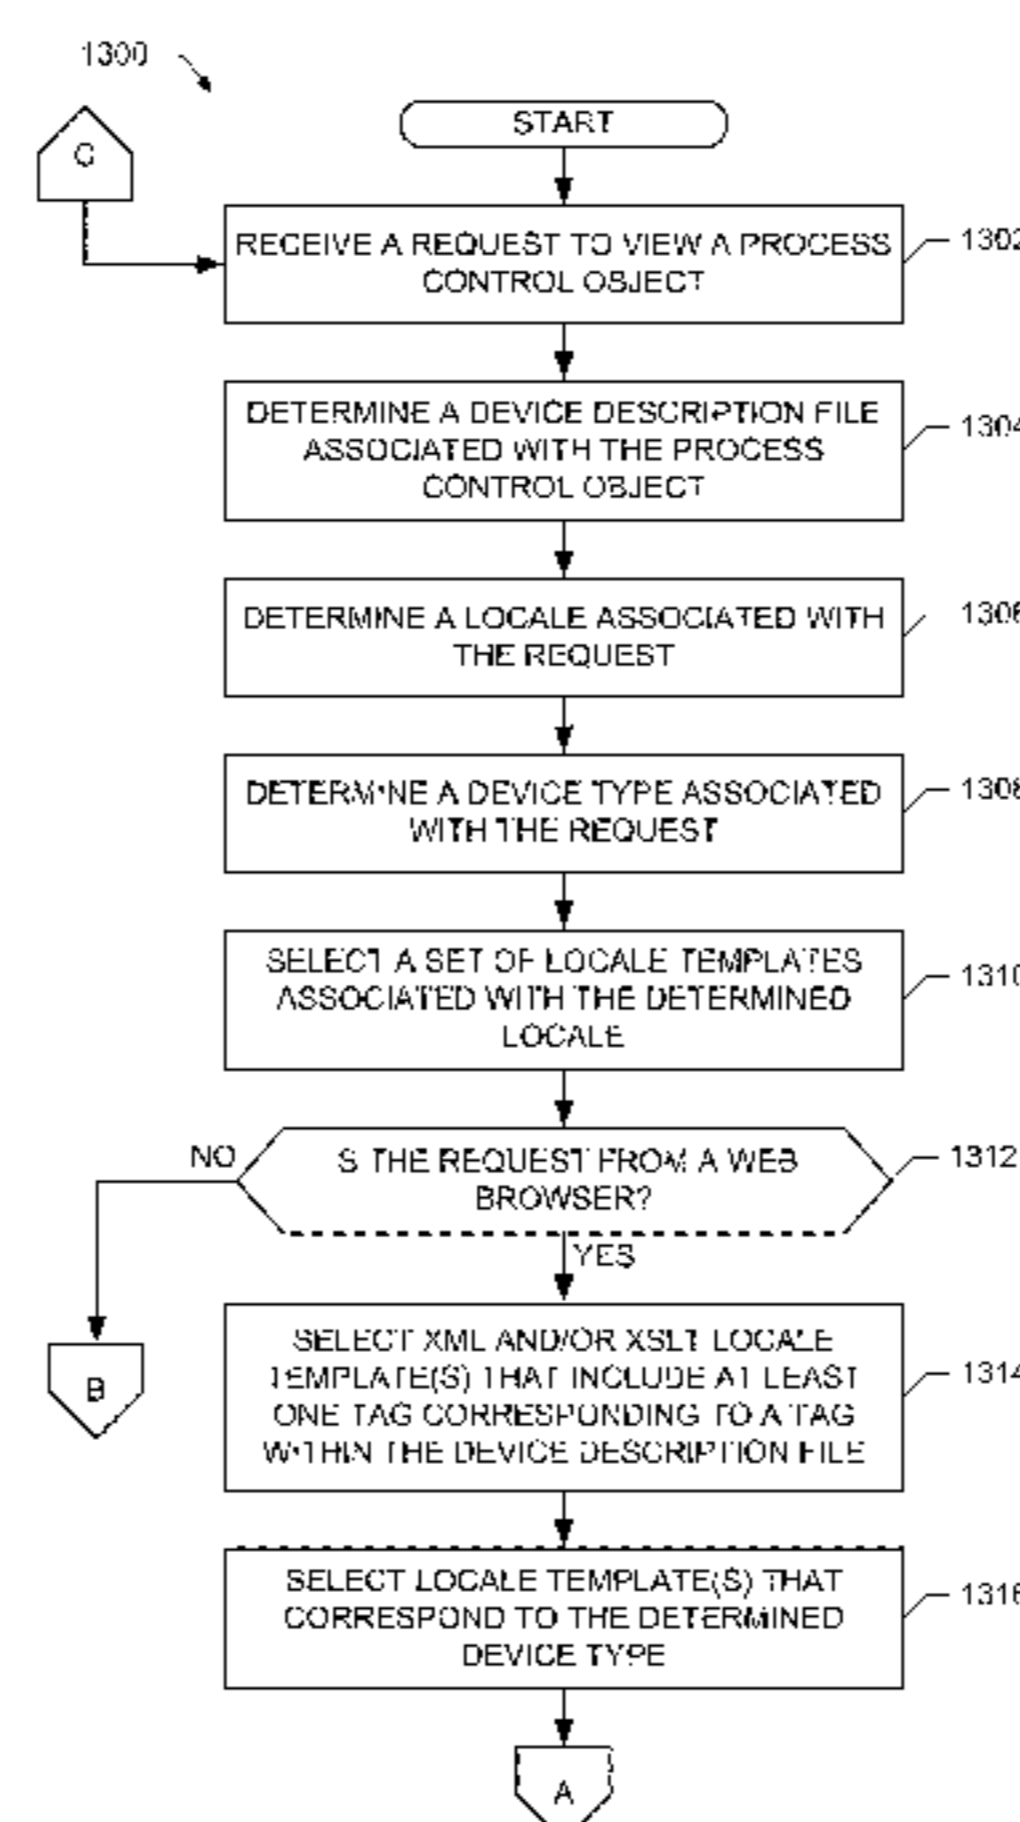 1300
START
C
RECEIVE A REQUEST TO VIEW A PROCESS
CONTROL OBJECT
1302
DETERMINE A DEVICE DESCRIPTION FILE
ASSOCIATED WITH THE PROCESS
CONTROL OBJECT
1304
DETERMINE A LOCALE ASSOCIATED WITH
THE REQUEST
1306
DETERMINE A DEVICE TYPE ASSOCIATED
WITH THE REQUEST
1308
SELECT A SET OF LOCALE TEMPLATES
ASSOCIATED WITH THE DETERMINED
LOCALE
1310
NO
S THE REQUEST FROM A WEB
BROWSER?
1312
YES
B
SELECT XML AND/OR XSLT LOCALE
TEMPLATE(S) THAT INCLUDE AT LEAST
ONE TAG CORRESPONDING TO A TAG
WITHIN THE DEVICE DESCRIPTION FILE
1314
SELECT LOCALE TEMPLATE(S) THAT
CORRESPOND TO THE DETERMINED
DEVICE TYPE
1316
A